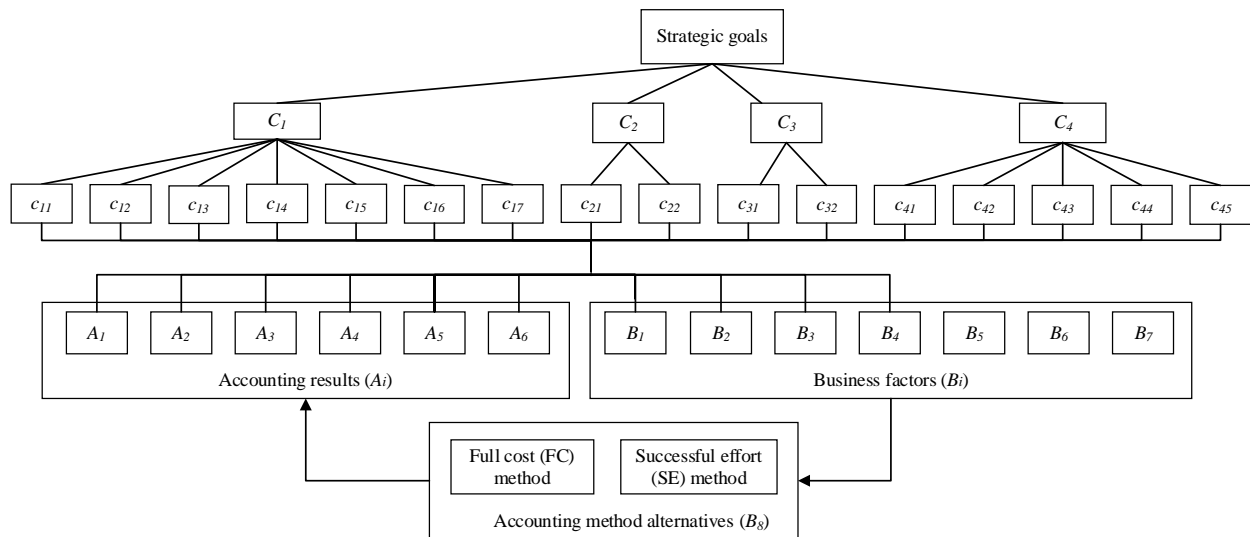 Strategic goals
C1 C2 C3 C4
c11 c12 c13 c14 c15 c16 c17 c21 c22 c31 c32 c41 c42 c43 c44 c45
A1 A2 A3 A4 A5 A6 B1 B2 B3 B4 B5 B6 B7
Accounting results (Ai) Business factors (Bi)
Full cost (FC)
method
Successful effort
(SE) method
Accounting method alternatives (B8)